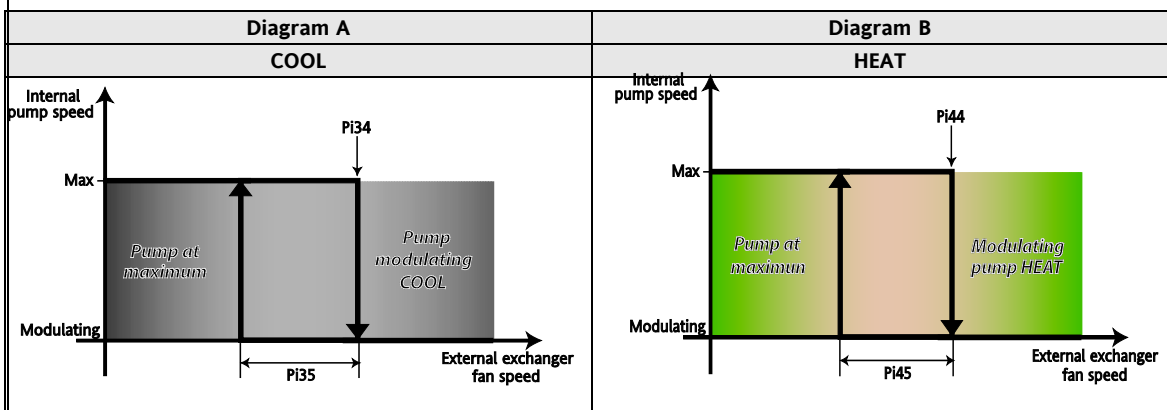 Diagram A
Diagram B
COOL
HEAT
Internal
pump speed
Pi34
Max
Pump at
maximum
Pump
modulating
COOL
Modulating
External exchanger
fan speed
Pi35
Internal
pump speed
Pi44
Max
Pump at
maximun
Modulating
pump HEAT
Modulating
External exchanger
fan speed
Pi45